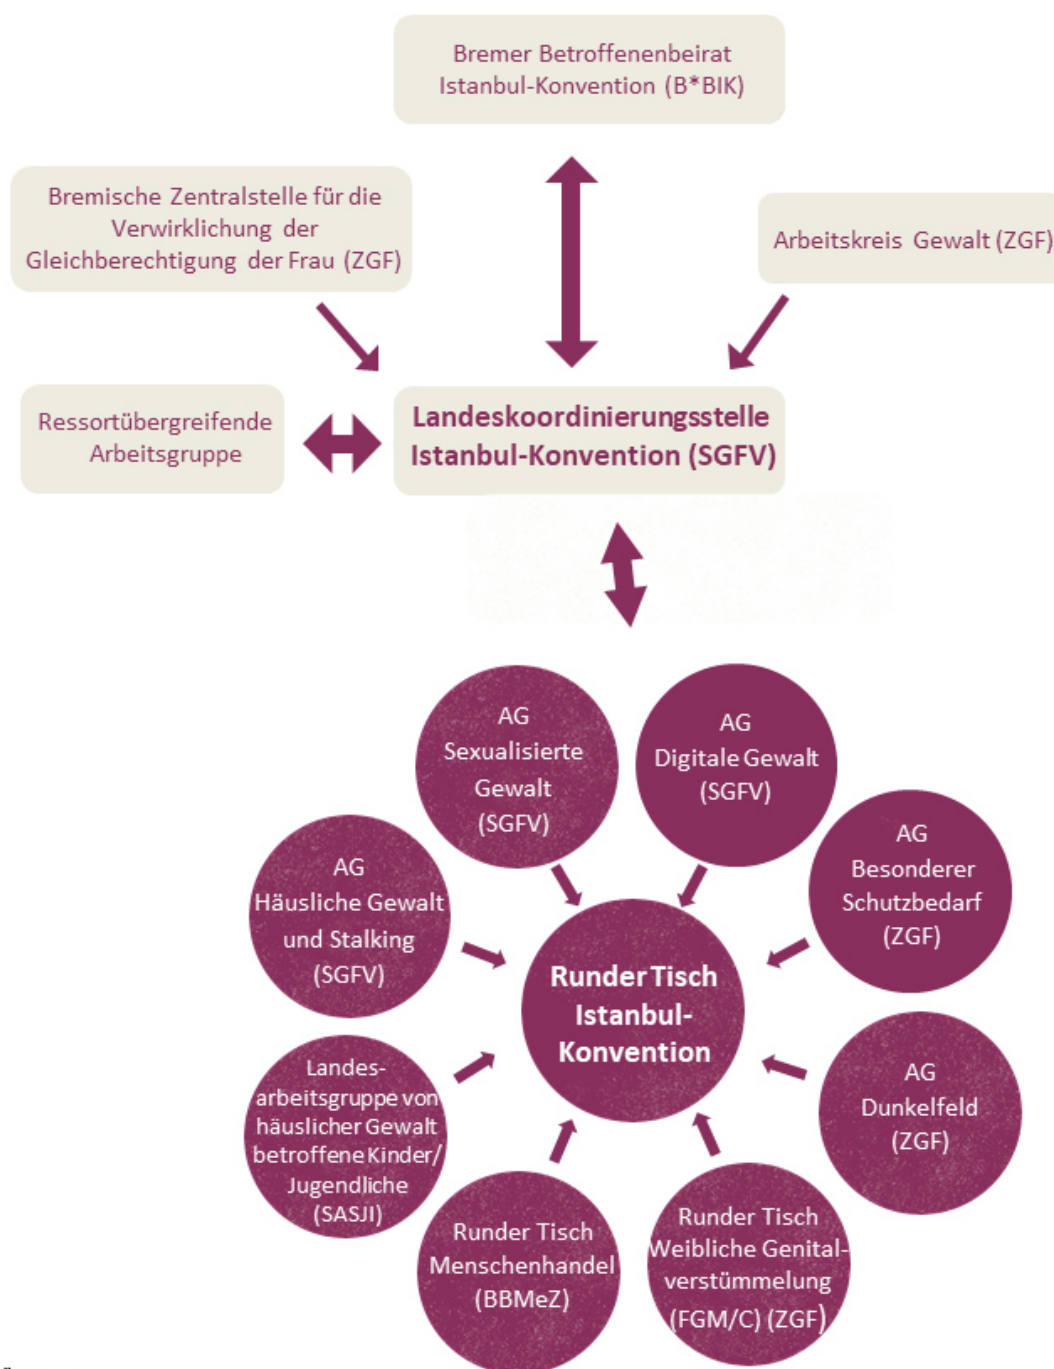 Bremer Betroffenenbeirat
Istanbul-Konvention (B*BIK)
Bremische Zentralstelle für die
Verwirklichung der
Gleichberechtigung der Frau (ZGF)
Arbeitskreis Gewalt (ZGF)
Ressortübergreifende
Arbeitsgruppe
Landeskoordinierungsstelle
Istanbul-Konvention (SGFV)
AG
Sexualisierte
Gewalt
(SGFV)
AG
Digitale Gewalt
(SGFV)
AG
Häusliche Gewalt
und Stalking
(SGFV)
AG
Besonderer
Schutzbedarf
(ZGF)
Runder Tisch
Istanbul-
Konvention
Landes-
arbeitsgruppe von
häuslicher Gewalt
betroffene Kinder/
Jugendliche
(SASJI)
AG
Dunkelfeld
(ZGF)
Runder Tisch
Menschenhandel
(BBMeZ)
Runder Tisch
Weibliche Genital-
verstümmelung
(FGM/C) (ZGF)